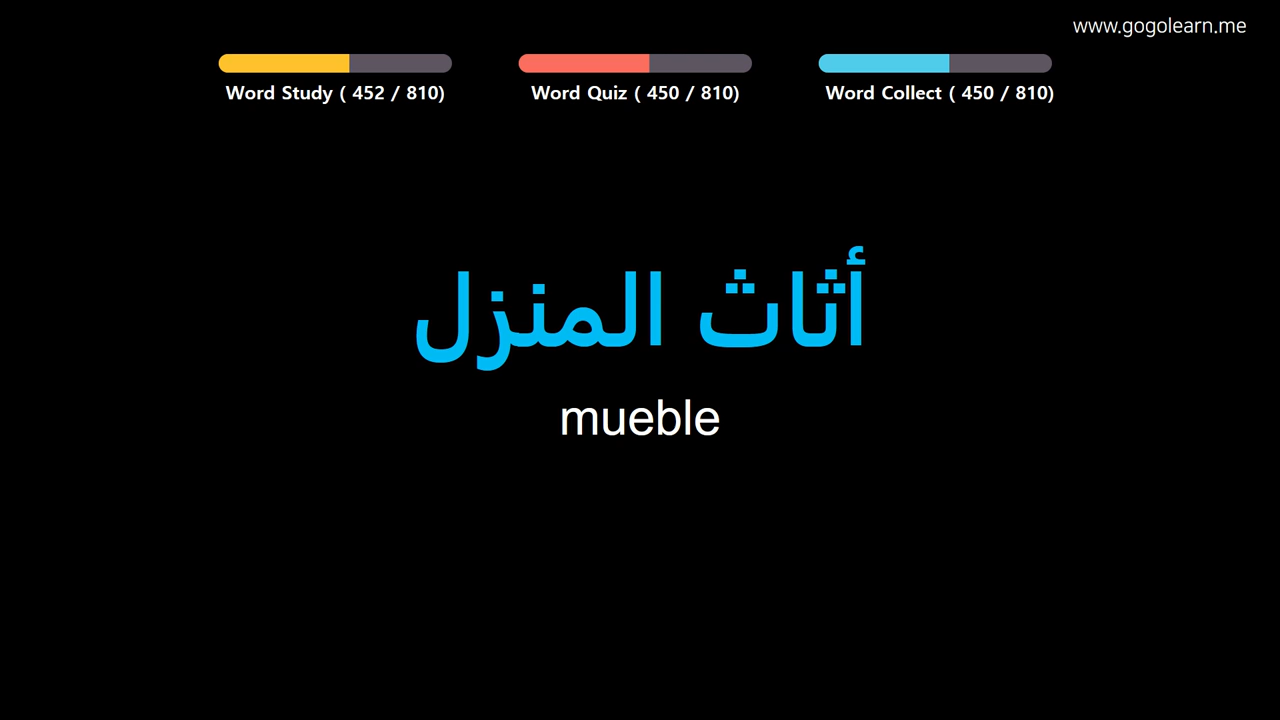 www.gogolearn.me
Word Study ( 452 / 810)
Word Quiz ( 450 / 810)
Word Collect ( 450 / 810)
أثاث المنزل
mueble